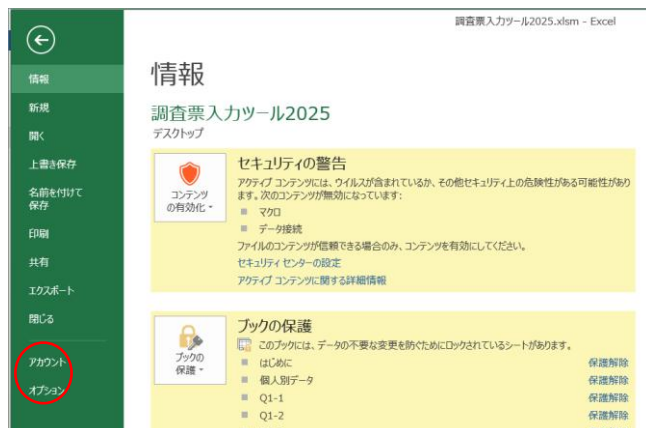 調査票入力ツール2025.xlsm - Excel
情報
新規
開く
上書き保存
名前を付けて
保存
印刷
共有
エクスポート
閉じる
アカウント
オプション
情報
調査票入力ツール2025
デスクトップ
コンテンツ
の有効化
セキュリティの警告
アクティブ コンテンツには、ウイルスが含まれているか、その他セキュリティ上の危険性がある可能性があり
ます。次のコンテンツが無効になっています:
マクロ
データ接続
ファイルのコンテンツが信頼できる場合のみ、コンテンツを有効にしてください。
セキュリティ センターの設定
アクティブ コンテンツに関する詳細情報
ブックの
保護
ブックの保護
このブックには、データの不要な変更を防ぐためにロックされているシートがあります。
はじめに 保護解除
個人別データ 保護解除
Q1-1 保護解除
Q1-2 保護解除